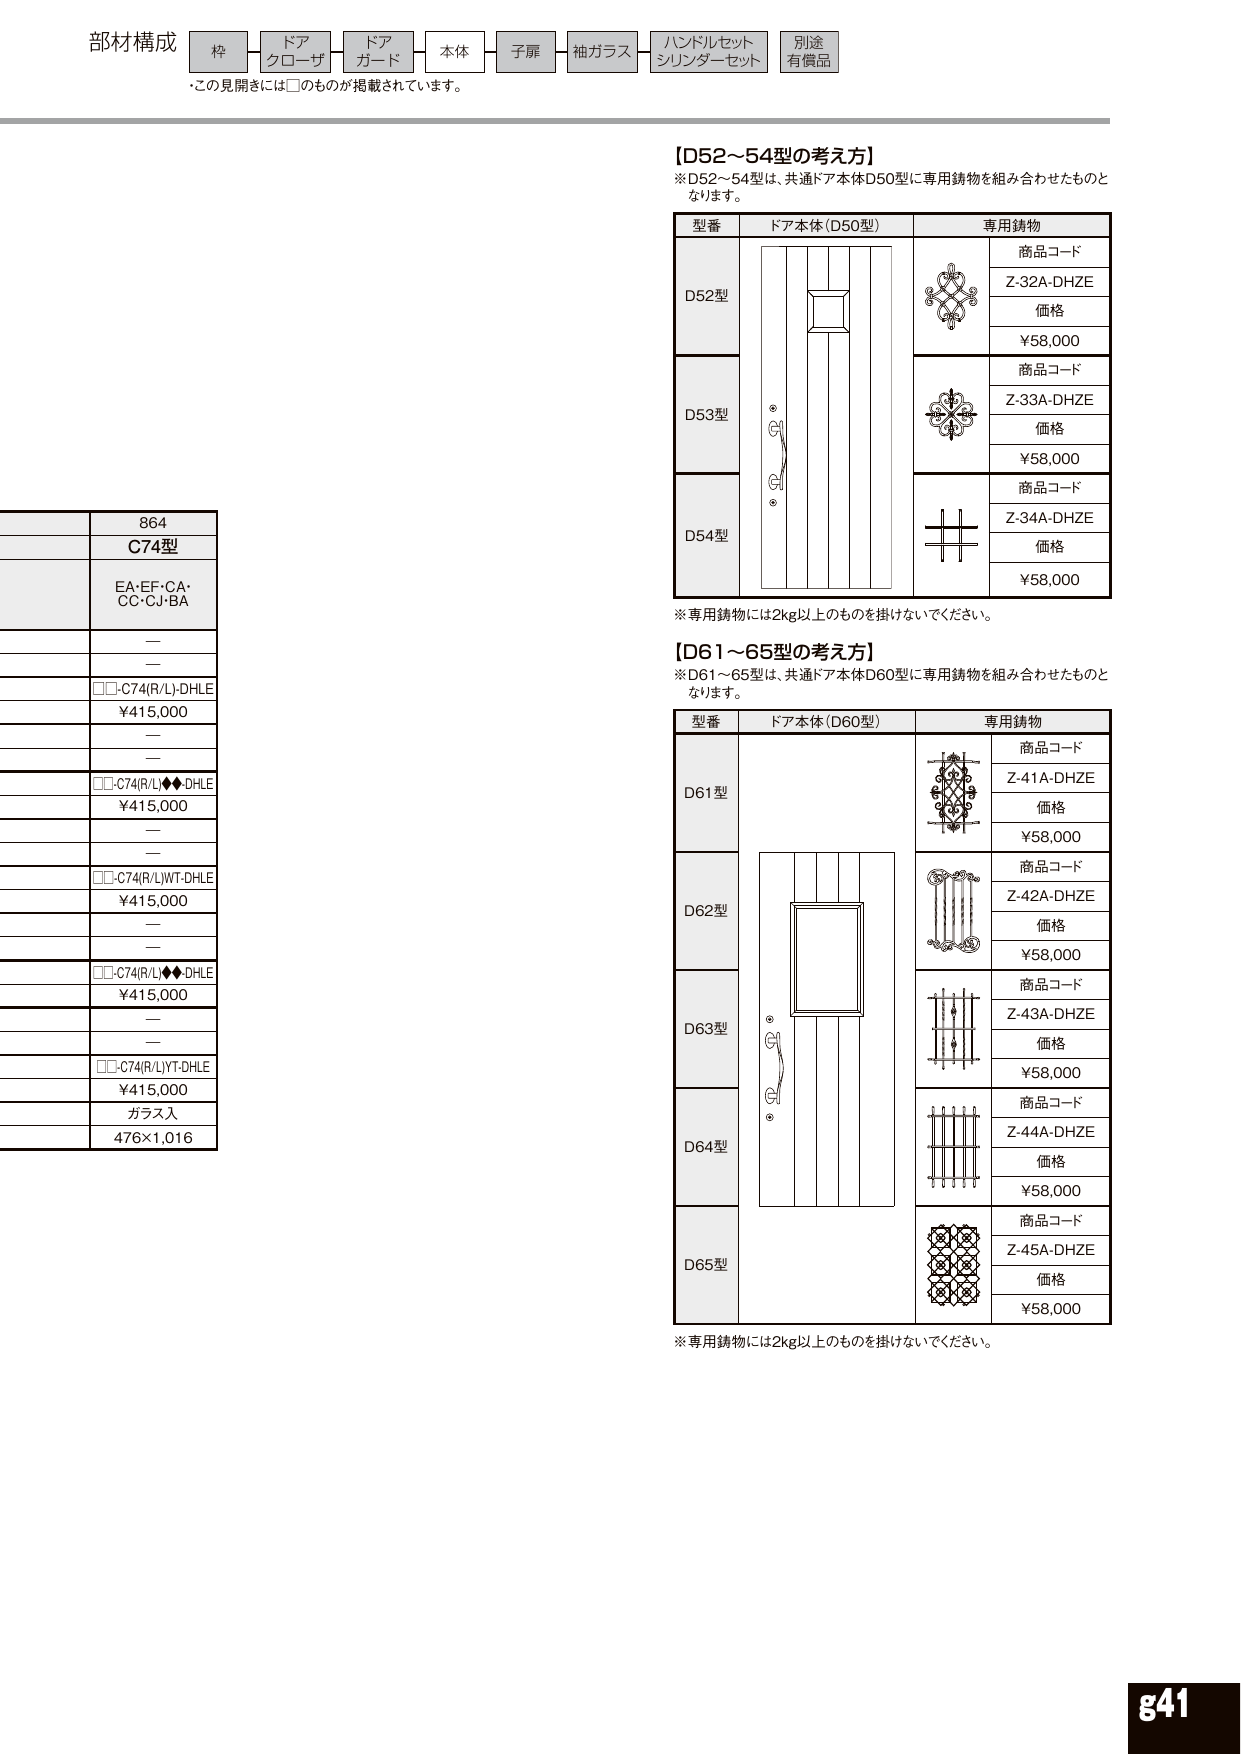 部材構成
枠
ドア
クローザ
ドア
ガード
本体
子扉
袖ガラス
ハンドルセット
シリンダーセット
別途
有償品
・この見開きには□のものが掲載されています。
864
C74型
EA・EF・CA・
CC・CJ・BA
—
—
□□-C74(R/L)-DHLE
¥415,000
—
—
□□-C74(R/L)◆◆-DHLE
¥415,000
—
—
□□-C74(R/L)WT-DHLE
¥415,000
—
—
□□-C74(R/L)◆◆-DHLE
¥415,000
—
—
□□-C74(R/L)YT-DHLE
¥415,000
ガラス入
476×1,016
【D52～54型の考え方】
※D52～54型は、共通ドア本体D50型に専用鋳物を組み合わせたものと
なります。
型番 ドア本体（D50型） 専用鋳物
D52型
商品コード
Z-32A-DHZE
価格
¥58,000
D53型
商品コード
Z-33A-DHZE
価格
¥58,000
D54型
商品コード
Z-34A-DHZE
価格
¥58,000
※専用鋳物には2kg以上のものを掛けないでください。
【D61～65型の考え方】
※D61～65型は、共通ドア本体D60型に専用鋳物を組み合わせたものと
なります。
型番 ドア本体（D60型） 専用鋳物
D61型
商品コード
Z-41A-DHZE
価格
¥58,000
D62型
商品コード
Z-42A-DHZE
価格
¥58,000
D63型
商品コード
Z-43A-DHZE
価格
¥58,000
D64型
商品コード
Z-44A-DHZE
価格
¥58,000
D65型
商品コード
Z-45A-DHZE
価格
¥58,000
※専用鋳物には2kg以上のものを掛けないでください。
g41